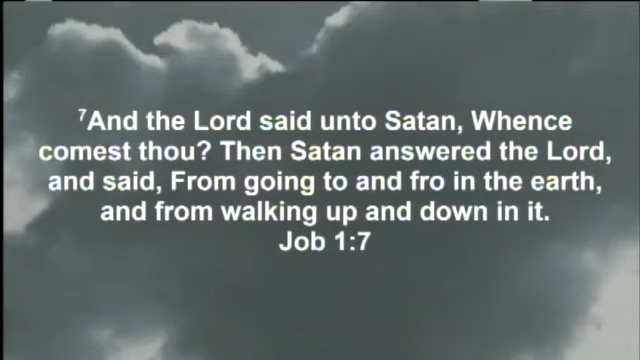 ⁷And the Lord said unto Satan, Whence
comest thou? Then Satan answered the Lord,
and said, From going to and fro in the earth,
and from walking up and down in it.
Job 1:7